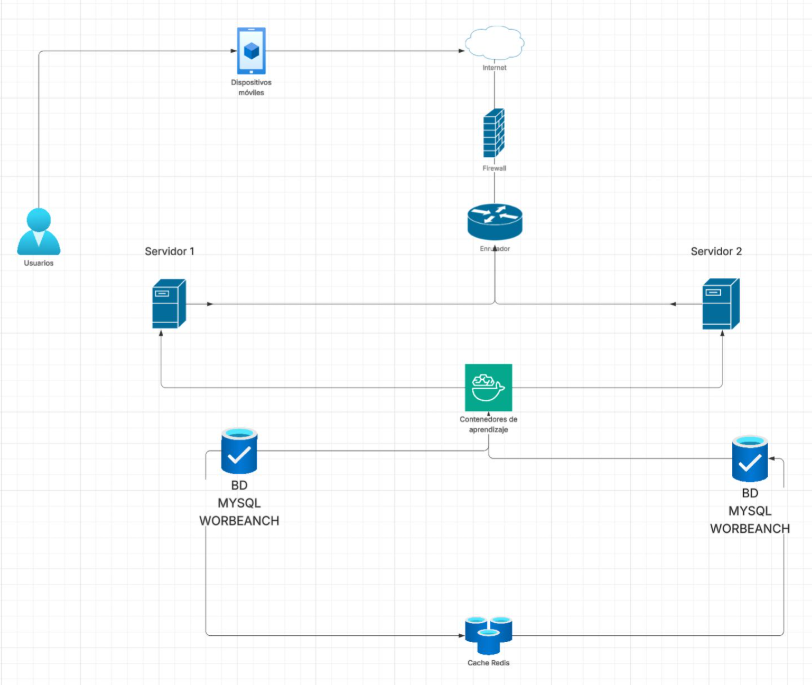 Dispositivos
móviles
Internet
Firewall
Usuarios
Enrutador
Servidor 1
Servidor 2
Contenedores de
aprendizaje
BD
MYSQL
WORBEANCH
BD
MYSQL
WORBEANCH
Cache Redis